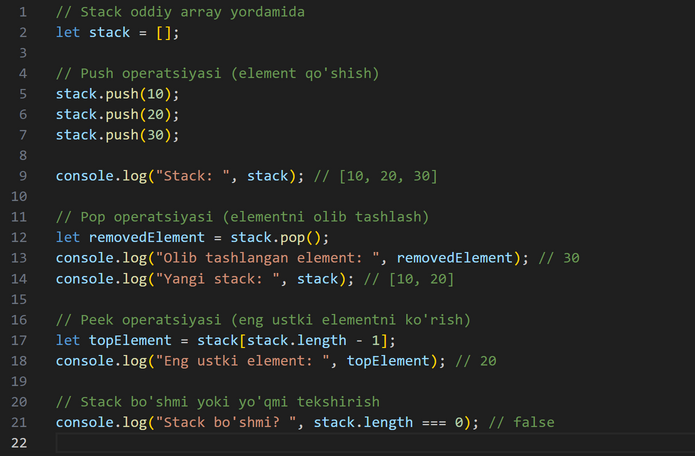 1 // Stack oddiy array yordamida
2 let stack = [];
3
4 // Push operatsiyasi (element qo'shish)
5 stack.push(10);
6 stack.push(20);
7 stack.push(30);
8
9 console.log("Stack: ", stack); // [10, 20, 30]
10
11 // Pop operatsiyasi (elementni olib tashlash)
12 let removedElement = stack.pop();
13 console.log("Olib tashlangan element: ", removedElement); // 30
14 console.log("Yangi stack: ", stack); // [10, 20]
15
16 // Peek operatsiyasi (eng ustki elementni ko'rish)
17 let topElement = stack[stack.length - 1];
18 console.log("Eng ustki element: ", topElement); // 20
19
20 // Stack bo'shmi yoki yo'qmi tekshirish
21 console.log("Stack bo'shmi? ", stack.length === 0); // false
22